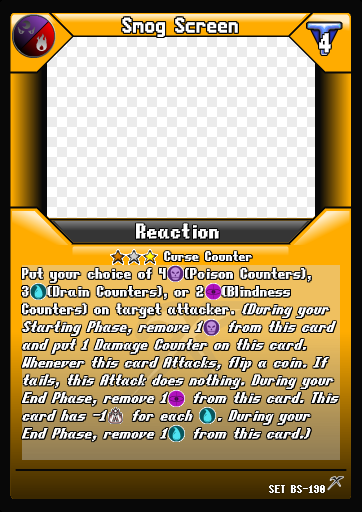 Smog Screen
4
Reaction
Curse Counter
Put your choice of 4(Poison Counters),
3(Drain Counters), or 2(Blindness
Counters) on target attacker. (During your
Starting Phase, remove 1 from this card
and put 1 Damage Counter on this card.
Whenever this card Attacks, flip a coin. If
tails, this Attack does nothing. During your
End Phase, remove 1 from this card. This
card has -1 for each . During your
End Phase, remove 1 from this card.)
SET BS-190